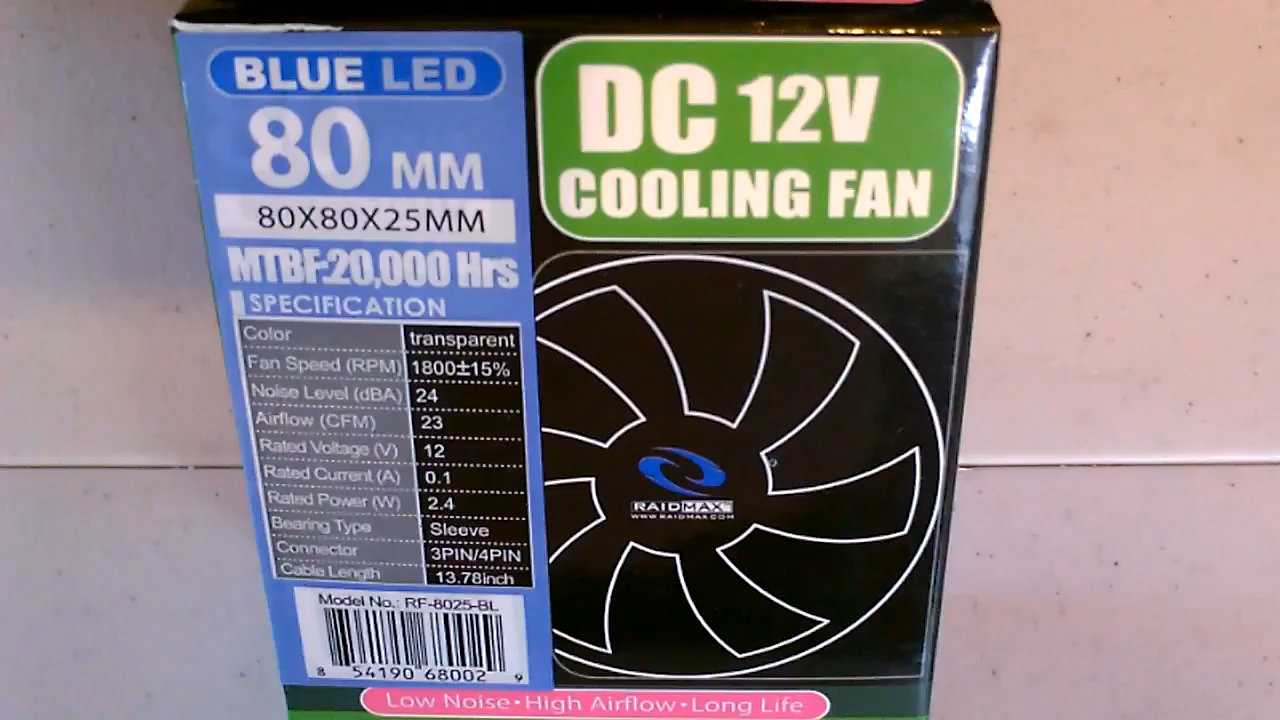 BLUE LED
80 MM
80X80X25MM
MTBF:20,000 Hrs
SPECIFICATION
Color transparent
Fan Speed (RPM) 1800±15%
Noise Level (dBA) 24
Airflow (CFM) 23
Rated Voltage (V) 12
Rated Current (A) 0.1
Rated Power (W) 2.4
Bearing Type Sleeve
Connector 3PIN/4PIN
Cable Length 13.78inch
Model No.: RF-8025-BL
8 54190 68002 9
DC 12V
COOLING FAN
RAIDMAX
WWW.RAIDMAX.COM
Low Noise·High Airflow·Long Life